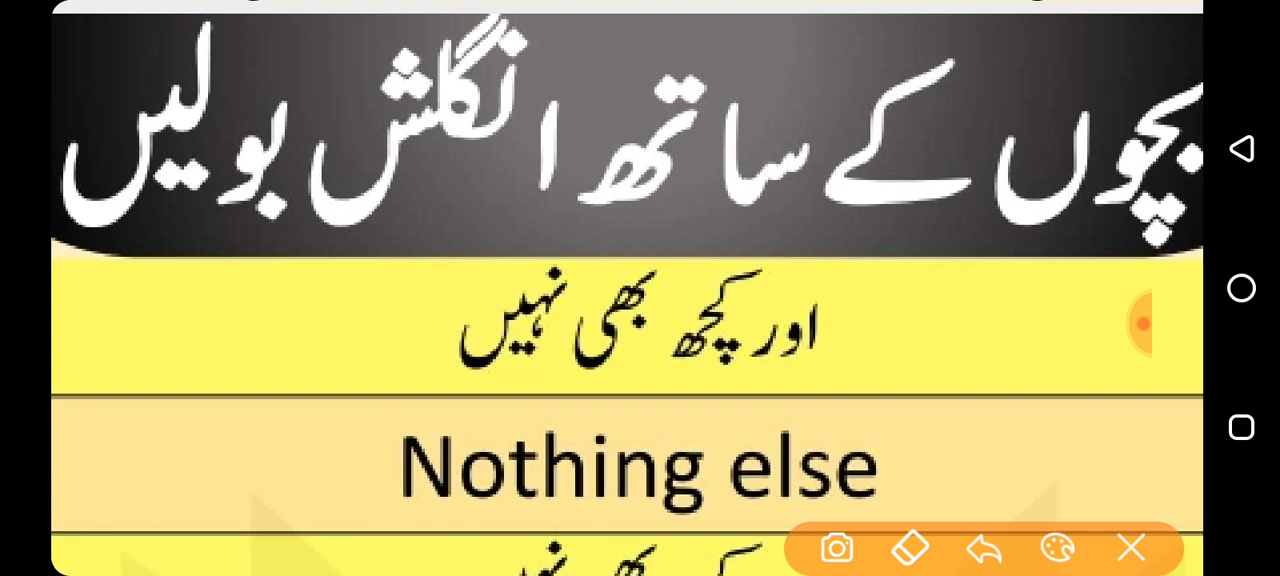 بچوں کے ساتھ انگلش بولیں
اور کچھ بھی نہیں
Nothing else